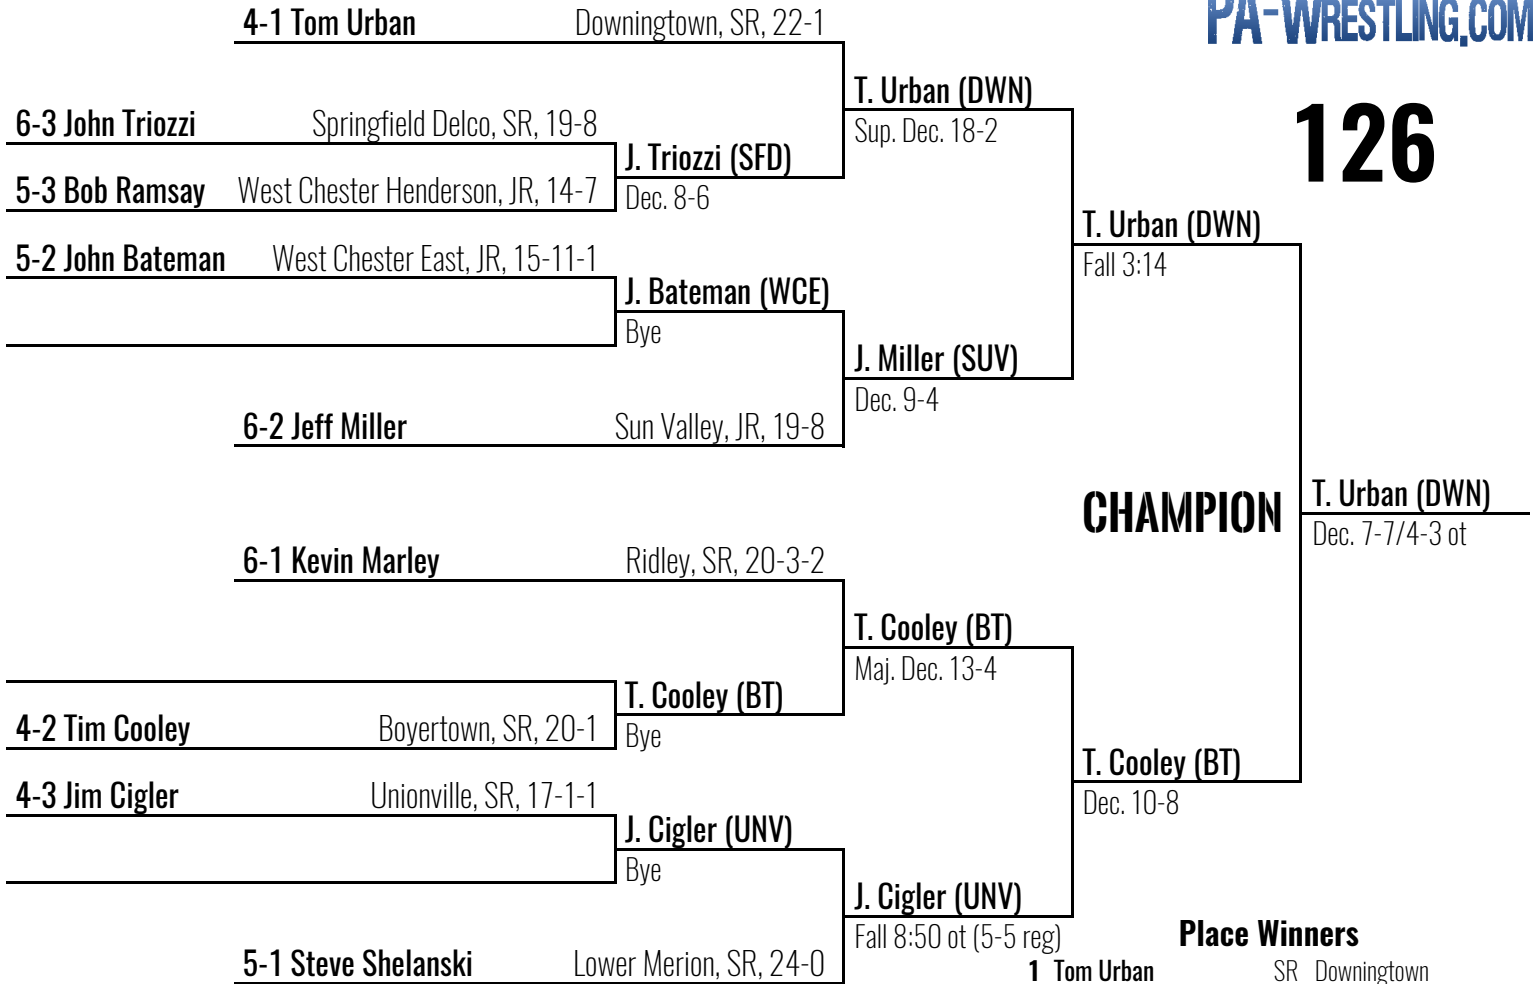 PA-WRESTLING.COM
4-1 Tom Urban Downingtown, SR, 22-1
T. Urban (DWN)
Sup. Dec. 18-2
126
6-3 John Triozzi Springfield Delco, SR, 19-8
J. Triozzi (SFD)
Dec. 8-6
5-3 Bob Ramsay West Chester Henderson, JR, 14-7
T. Urban (DWN)
Fall 3:14
5-2 John Bateman West Chester East, JR, 15-11-1
J. Bateman (WCE)
Bye
J. Miller (SUV)
Dec. 9-4
6-2 Jeff Miller Sun Valley, JR, 19-8
CHAMPION
T. Urban (DWN)
Dec. 7-7/4-3 ot
6-1 Kevin Marley Ridley, SR, 20-3-2
T. Cooley (BT)
Maj. Dec. 13-4
T. Cooley (BT)
Bye
4-2 Tim Cooley Boyertown, SR, 20-1
T. Cooley (BT)
Dec. 10-8
4-3 Jim Cigler Unionville, SR, 17-1-1
J. Cigler (UNV)
Bye
J. Cigler (UNV)
Fall 8:50 ot (5-5 reg)
5-1 Steve Shelanski Lower Merion, SR, 24-0
Place Winners
1 Tom Urban SR Downingtown